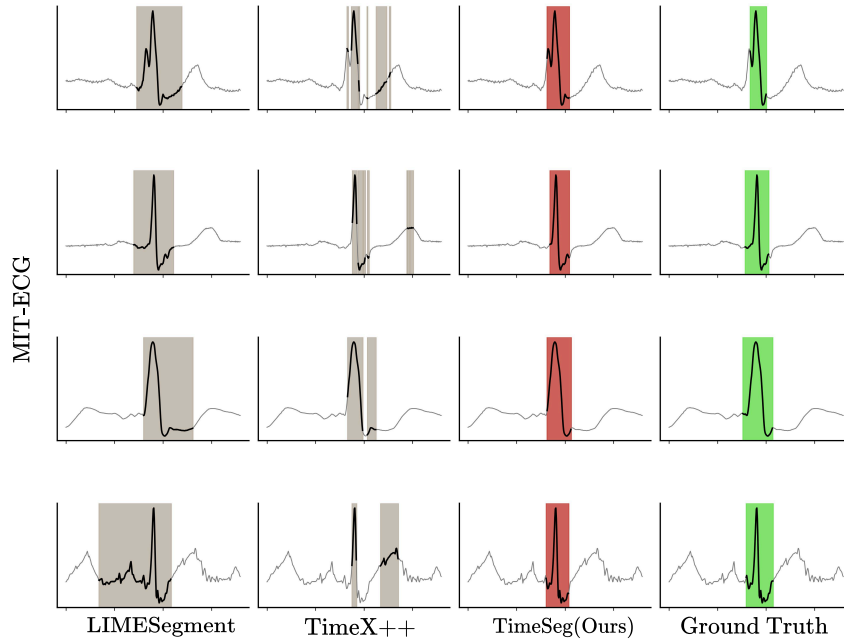 MIT-ECG
LIMESegment
TimeX++
TimeSeg(Ours)
Ground Truth